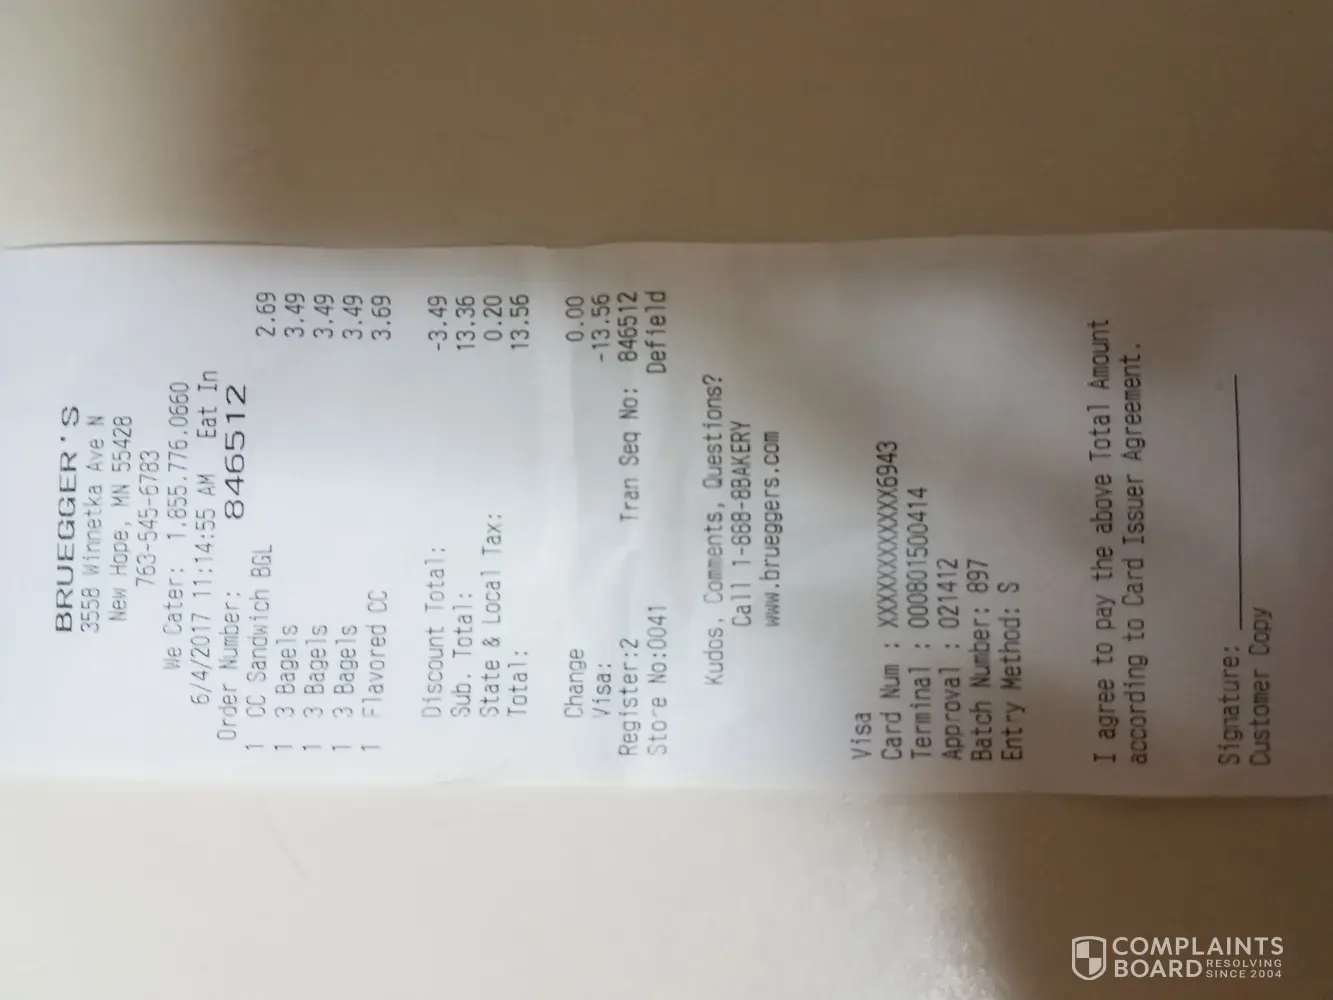 BRUEGGER'S
3558 Winnetka Ave N
New Hope, MN 55428
763-545-6783
We Cater: 1.855.776.0660
6/4/2017 11:14:55 AM Eat In
Order Number: 846512
1 CC Sandwich BGL 2.69
1 3 Bagels 3.49
1 3 Bagels 3.49
1 3 Bagels 3.49
1 Flavored CC 3.69
Discount Total: -3.49
Sub. Total: 13.36
State & Local Tax: 0.20
Total: 13.56
Change 0.00
Visa: -13.56
Register:2 Tran Seq No: 846512
Store No:0041 Defield
Kudos, Comments, Questions?
Call 1-888-8BAKERY
www.brueggers.com
Visa
Card Num : XXXXXXXXXXXX6943
Terminal : 000801500414
Approval : 021412
Batch Number: 897
Entry Method: S
I agree to pay the above Total Amount
according to Card Issuer Agreement.
Signature:
Customer Copy
COMPLAINTS
BOARD RESOLVING
SINCE 2004